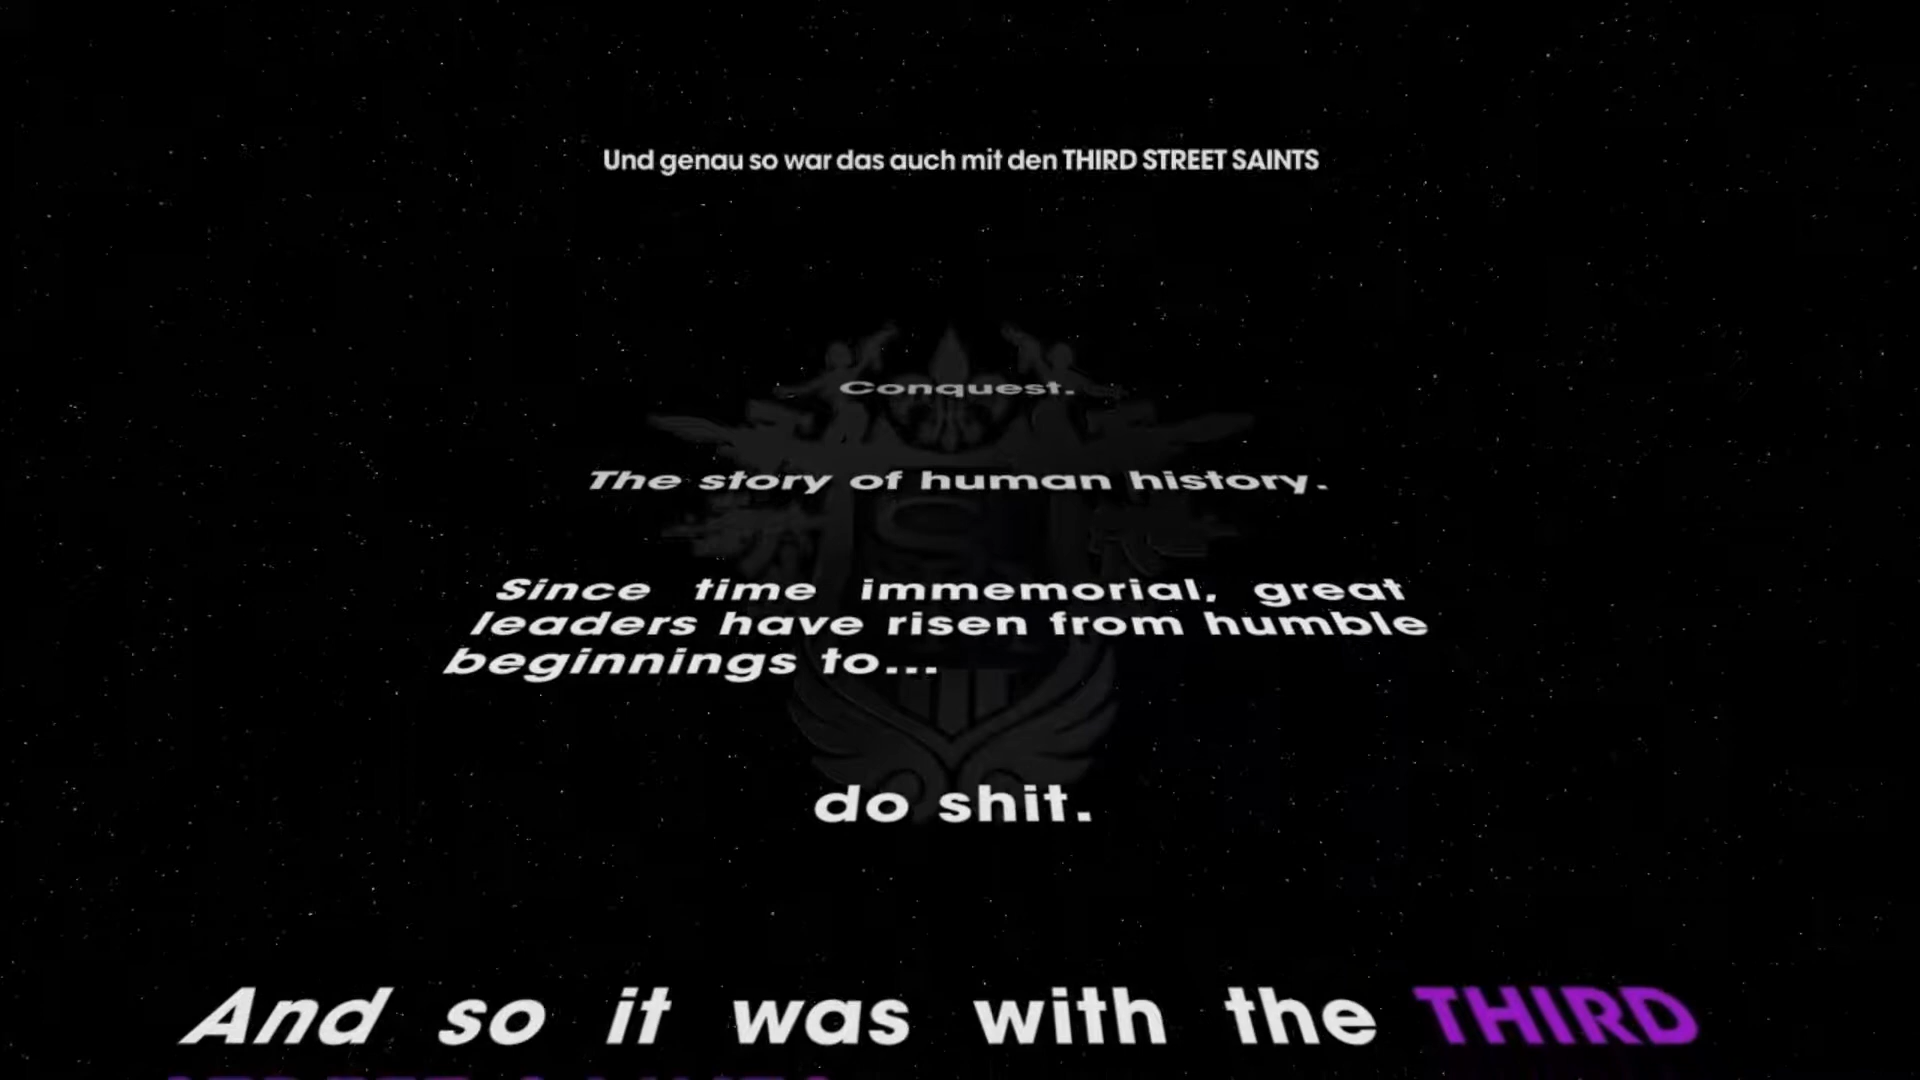 Und genau so war das auch mit den THIRD STREET SAINTS
Conquest.
The story of human history.
Since time immemorial, great
leaders have risen from humble
beginnings to...
do shit.
And so it was with the THIRD